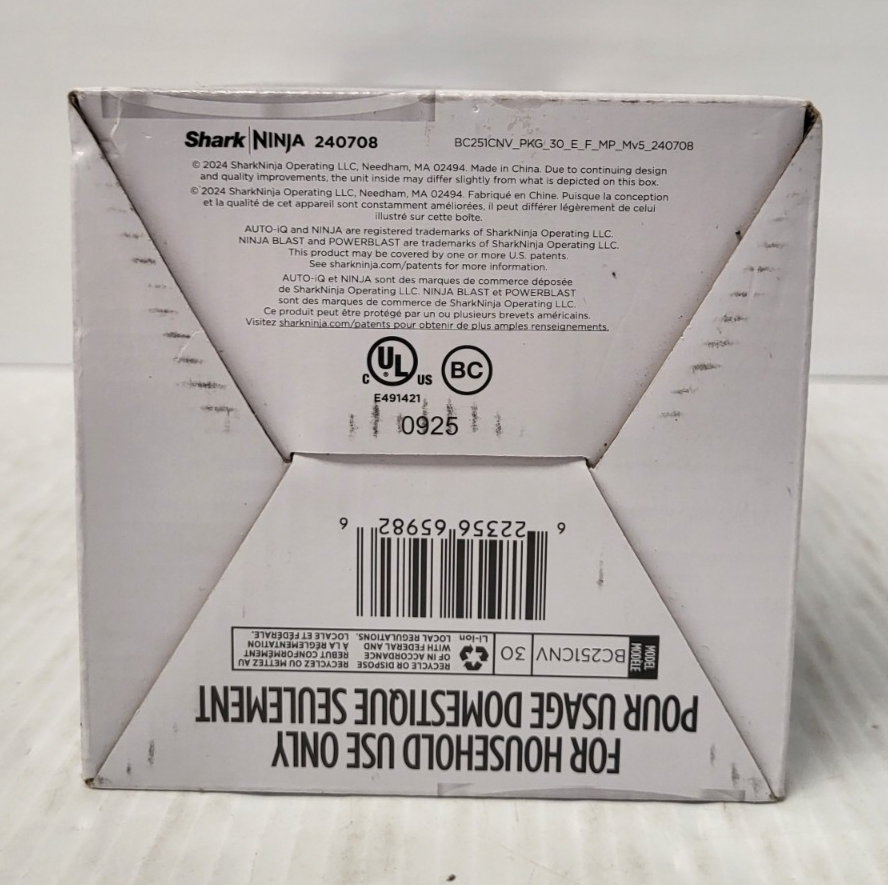 Shark | NINJA 240708
BC251CNV_PKG_30_E_F_MP_Mv5_240708
© 2024 SharkNinja Operating LLC, Needham, MA 02494. Made in China. Due to continuing design
and quality improvements, the unit inside may differ slightly from what is depicted on this box.
© 2024 SharkNinja Operating LLC, Needham, MA 02494. Fabriqué en Chine. Puisque la conception
et la qualité de cet appareil sont constamment améliorées, il peut différer légèrement de celui
illustré sur cette boîte.
AUTO-iQ and NINJA are registered trademarks of SharkNinja Operating LLC.
NINJA BLAST and POWERBLAST are trademarks of SharkNinja Operating LLC.
This product may be covered by one or more U.S. patents.
See sharkninja.com/patents for more information.
AUTO-iQ et NINJA sont des marques de commerce déposée
de SharkNinja Operating LLC. NINJA BLAST et POWERBLAST
sont des marques de commerce de SharkNinja Operating LLC.
Ce produit peut être protégé par un ou plusieurs brevets américains.
Visitez sharkninja.com/patents pour obtenir de plus amples renseignements.
C UL US BC
E491421
0925
FOR HOUSEHOLD USE ONLY
POUR USAGE DOMESTIQUE SEULEMENT
MODEL
MODÈLE
BC251CNV
30
Li-Ion
RECYCLE OR DISPOSE
OF IN ACCORDANCE
WITH FEDERAL AND
LOCAL REGULATIONS.
RECYCLEZ OU METTEZ AU
REBUT CONFORMÉMENT
À LA RÉGLEMENTATION
LOCALE ET FÉDÉRALE.
6 22356 65982 6